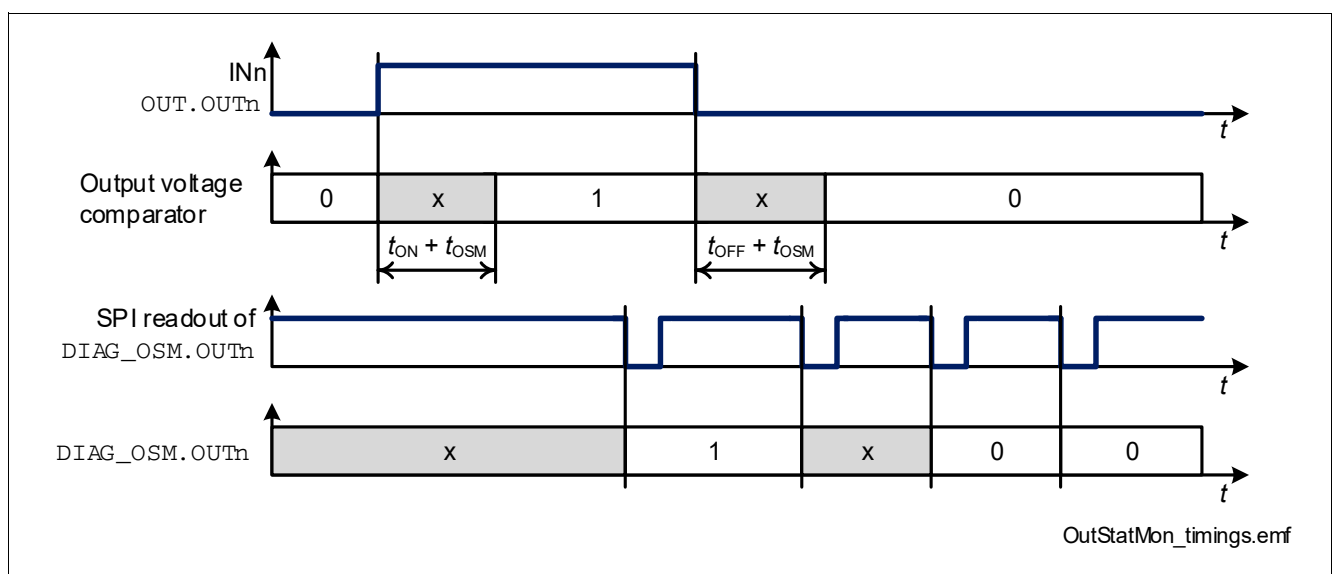 INn
OUT.OUTn
t
Output voltage
comparator
0 x 1 x 0
t
tON + tOSM tOFF + tOSM
SPI readout of
DIAG_OSM.OUTn
t
DIAG_OSM.OUTn
x 1 x 0 0
t
OutStatMon_timings.emf